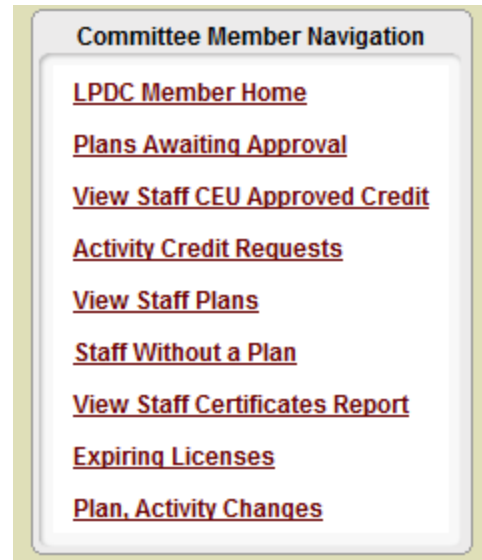 Committee Member Navigation
LPDC Member Home
Plans Awaiting Approval
View Staff CEU Approved Credit
Activity Credit Requests
View Staff Plans
Staff Without a Plan
View Staff Certificates Report
Expiring Licenses
Plan, Activity Changes